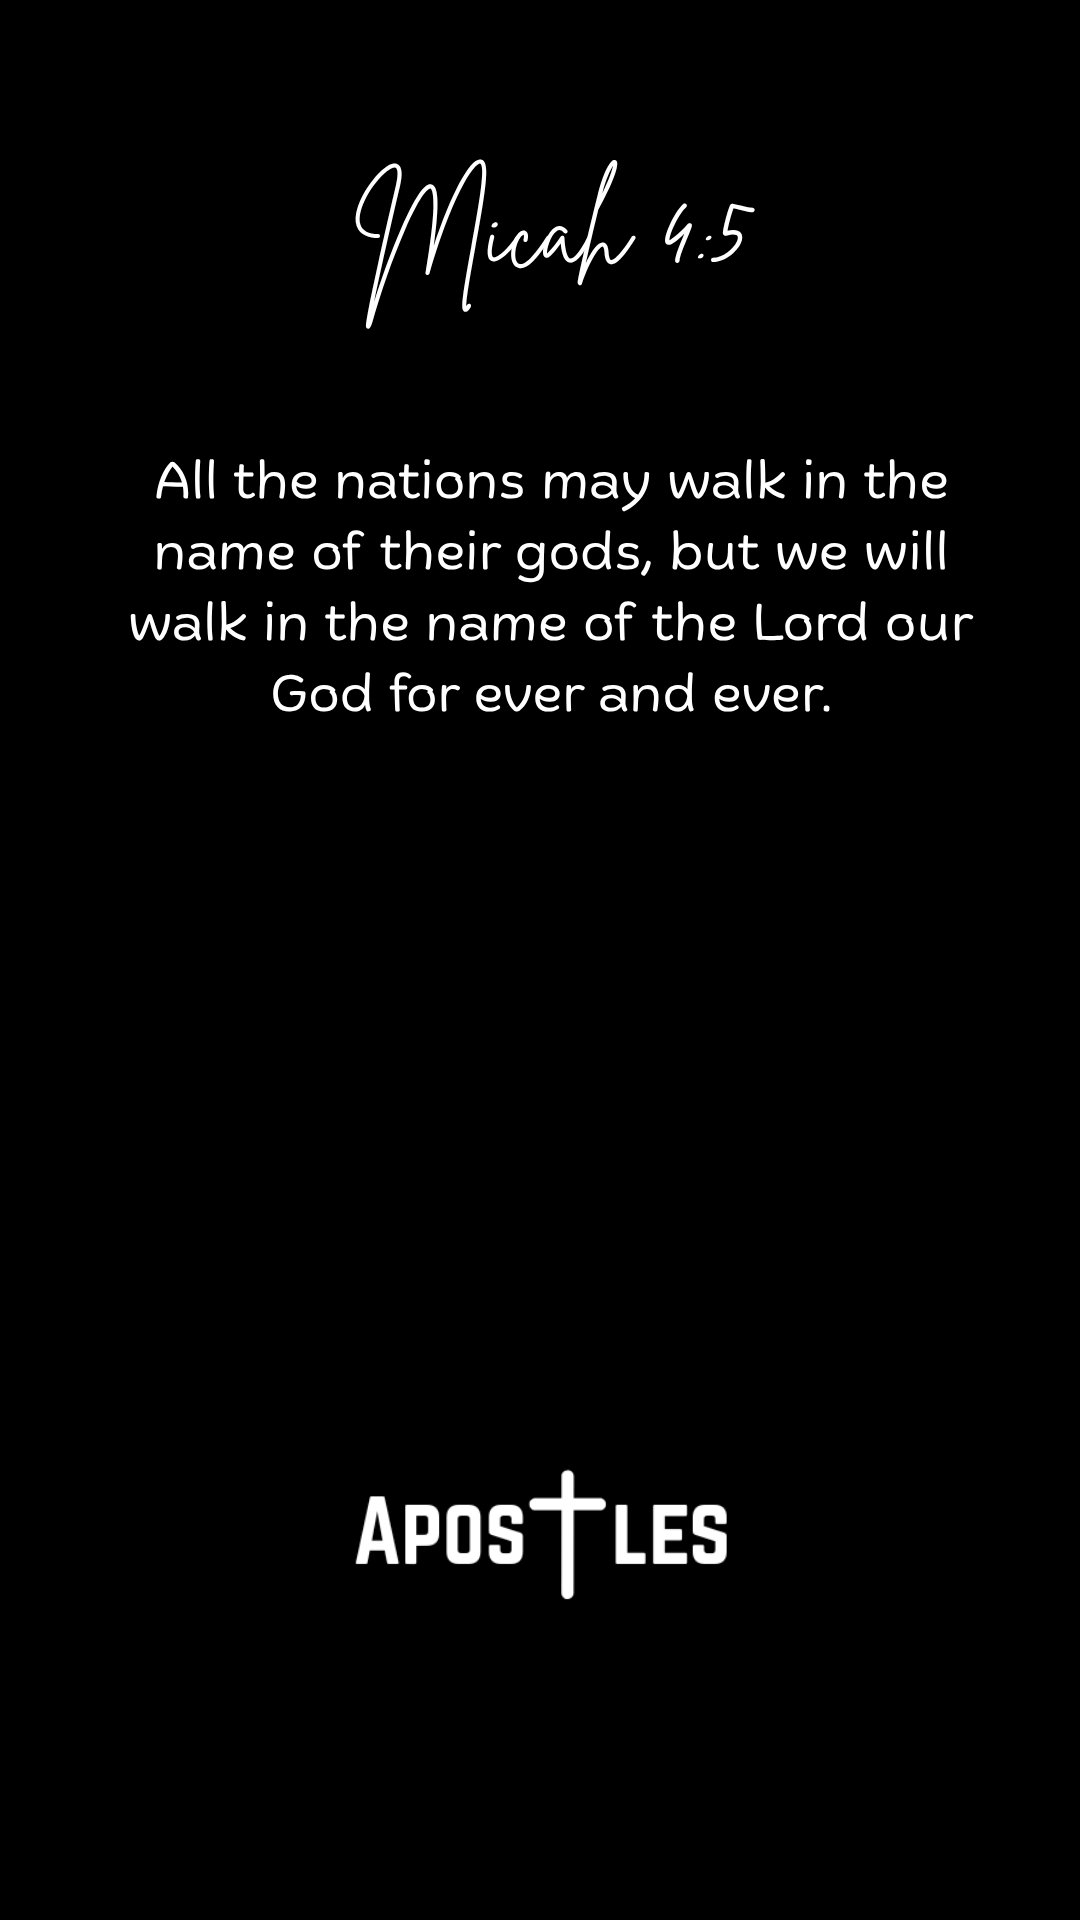 Micah 4:5
All the nations may walk in the
name of their gods, but we will
walk in the name of the Lord our
God for ever and ever.
APOSTLES